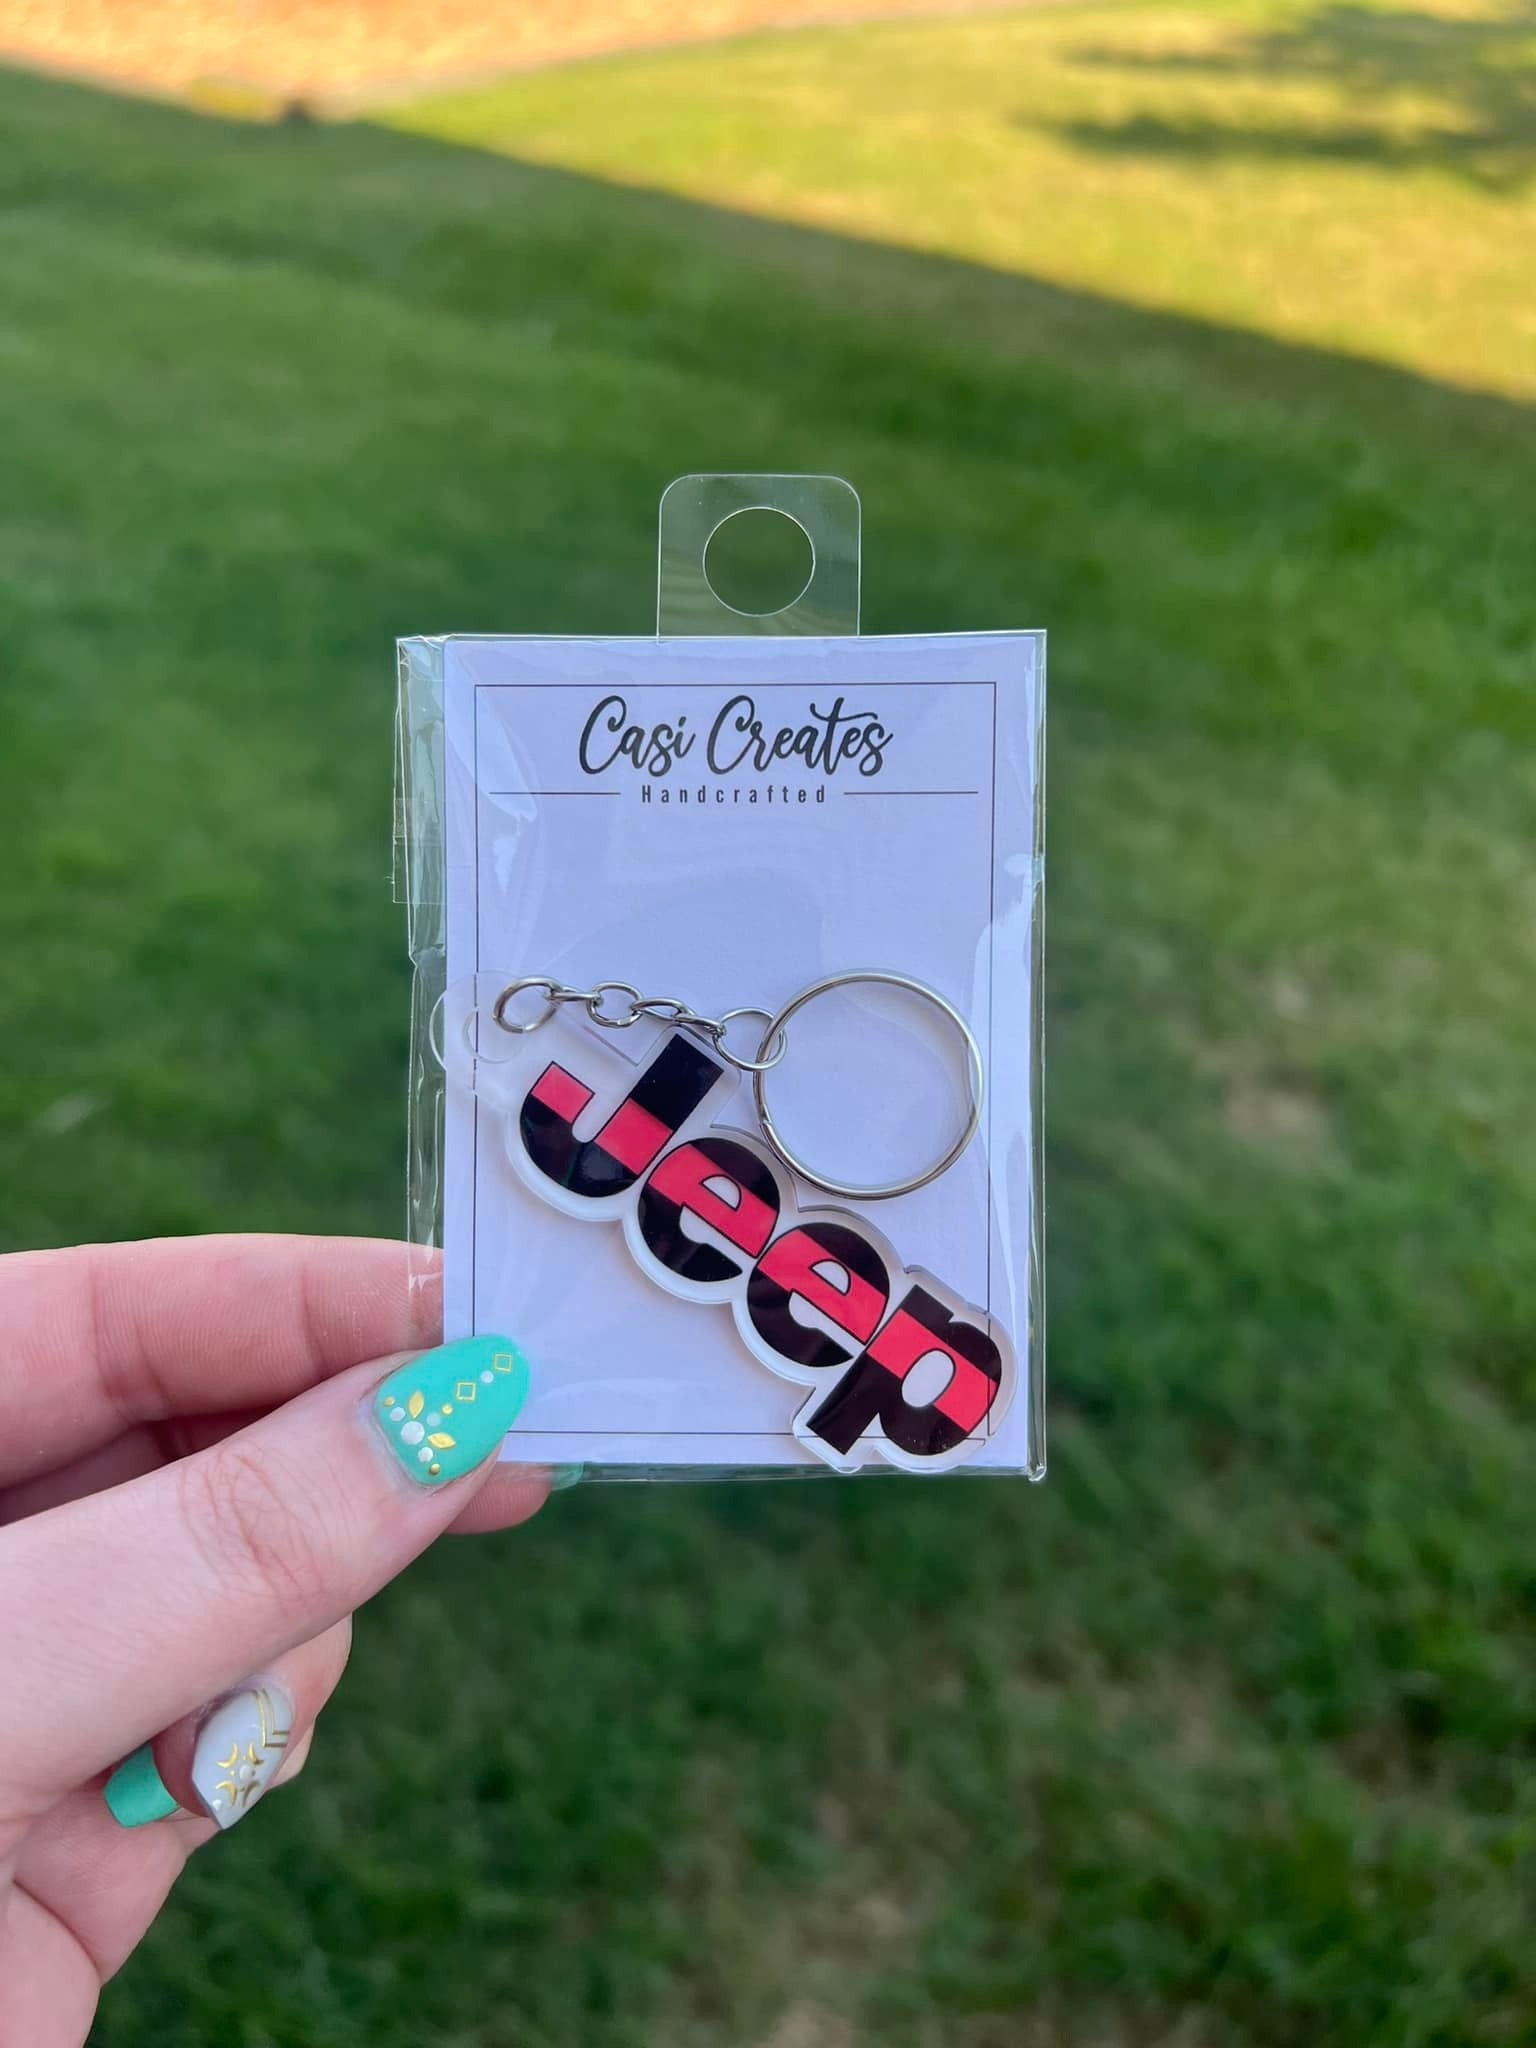 Casi Creates
Handcrafted
Jeep